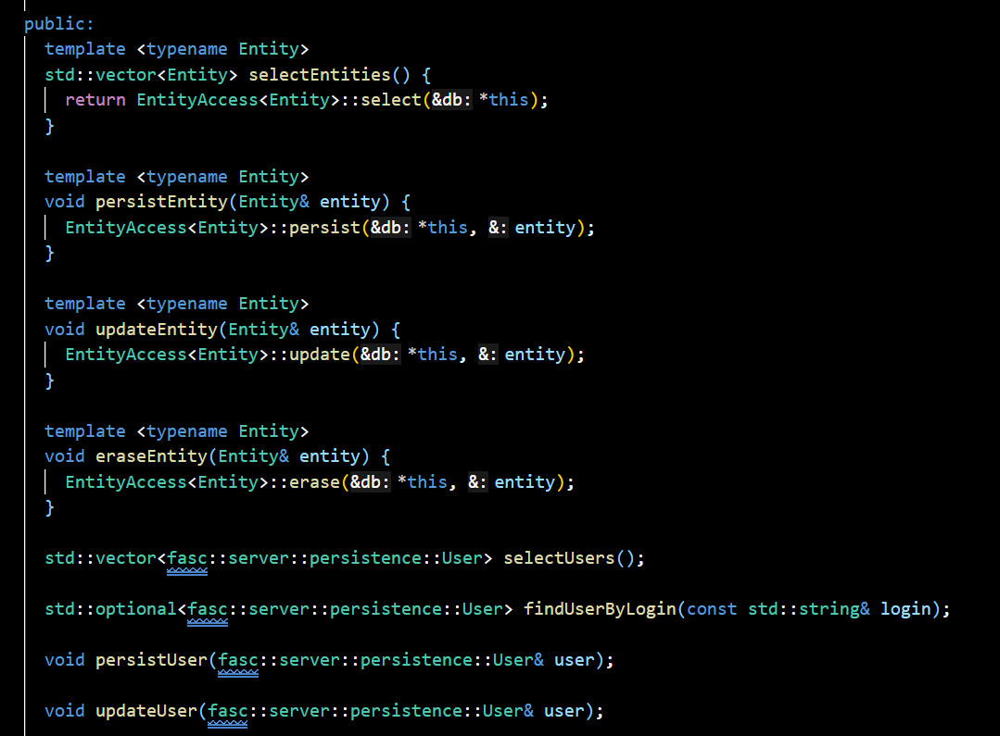 public:
template <typename Entity>
std::vector<Entity> selectEntities() {
return EntityAccess<Entity>::select(&db: *this);
}
template <typename Entity>
void persistEntity(Entity& entity) {
EntityAccess<Entity>::persist(&db: *this, &: entity);
}
template <typename Entity>
void updateEntity(Entity& entity) {
EntityAccess<Entity>::update(&db: *this, &: entity);
}
template <typename Entity>
void eraseEntity(Entity& entity) {
EntityAccess<Entity>::erase(&db: *this, &: entity);
}
std::vector<fasc::server::persistence::User> selectUsers();
std::optional<fasc::server::persistence::User> findUserByLogin(const std::string& login);
void persistUser(fasc::server::persistence::User& user);
void updateUser(fasc::server::persistence::User& user);